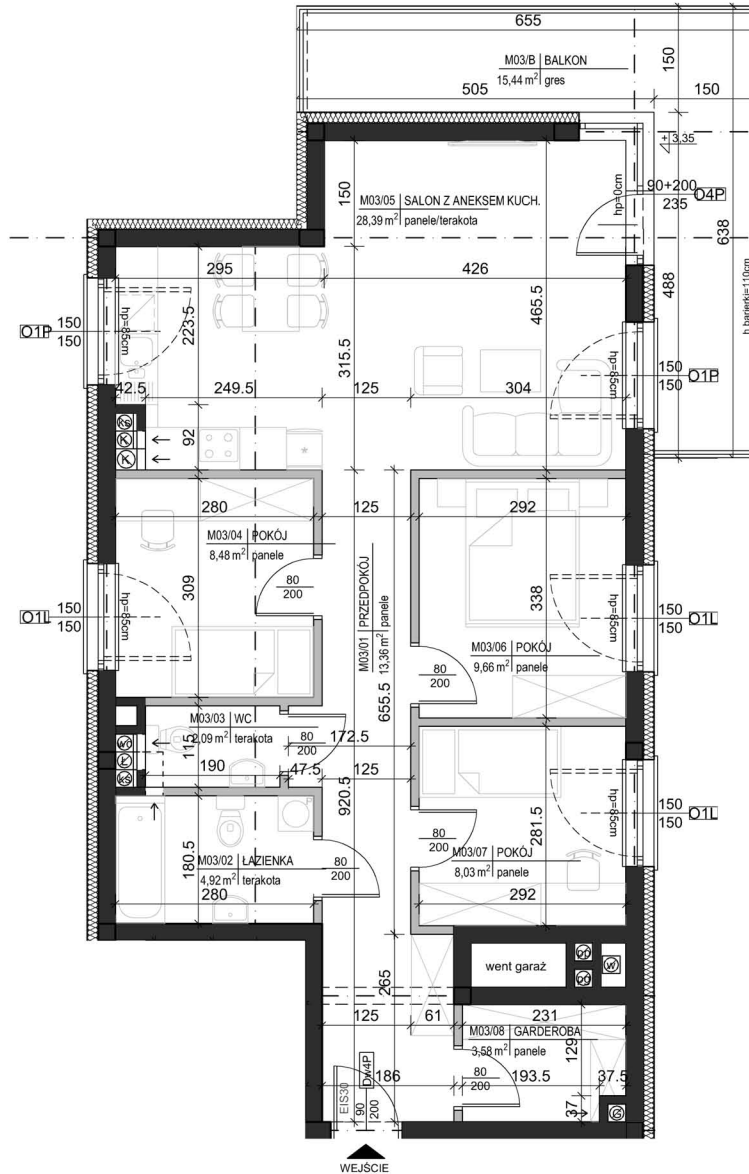 655
M03/B BALKON
15,44 m² gres
150
505
150
+ 3,35
150
M03/05 SALON Z ANEKSEM KUCH.
28,39 m² panele/terakota
hp=0cm
90+200
235
O4P
638
488
h barierki=110cm
295
426
223.5
465.5
315.5
O1P
150
150
hp=85cm
hp=85cm
150
150
O1P
42.5
249.5
125
304
92
280
125
292
M03/04 POKÓJ
8,48 m² panele
309
80
200
M03/01 PRZEDPOKÓJ
13,36 m² panele
338
O1L
150
150
hp=85cm
hp=85cm
150
150
O1L
M03/06 POKÓJ
9,66 m² panele
80
200
655.5
M03/03 WC
2,09 m² terakota
115
80
200
172.5
190
47.5
125
920.5
hp=85cm
150
150
O1L
281.5
180.5
M03/02 ŁAZIENKA
4,92 m² terakota
80
200
80
200
M03/07 POKÓJ
8,03 m² panele
280
292
went garaż
265
125
61
231
M03/08 GARDEROBA
3,58 m² panele
129
186
80
200
193.5
37.5
37
EIS30
90
200
Dw4P
WEJŚCIE